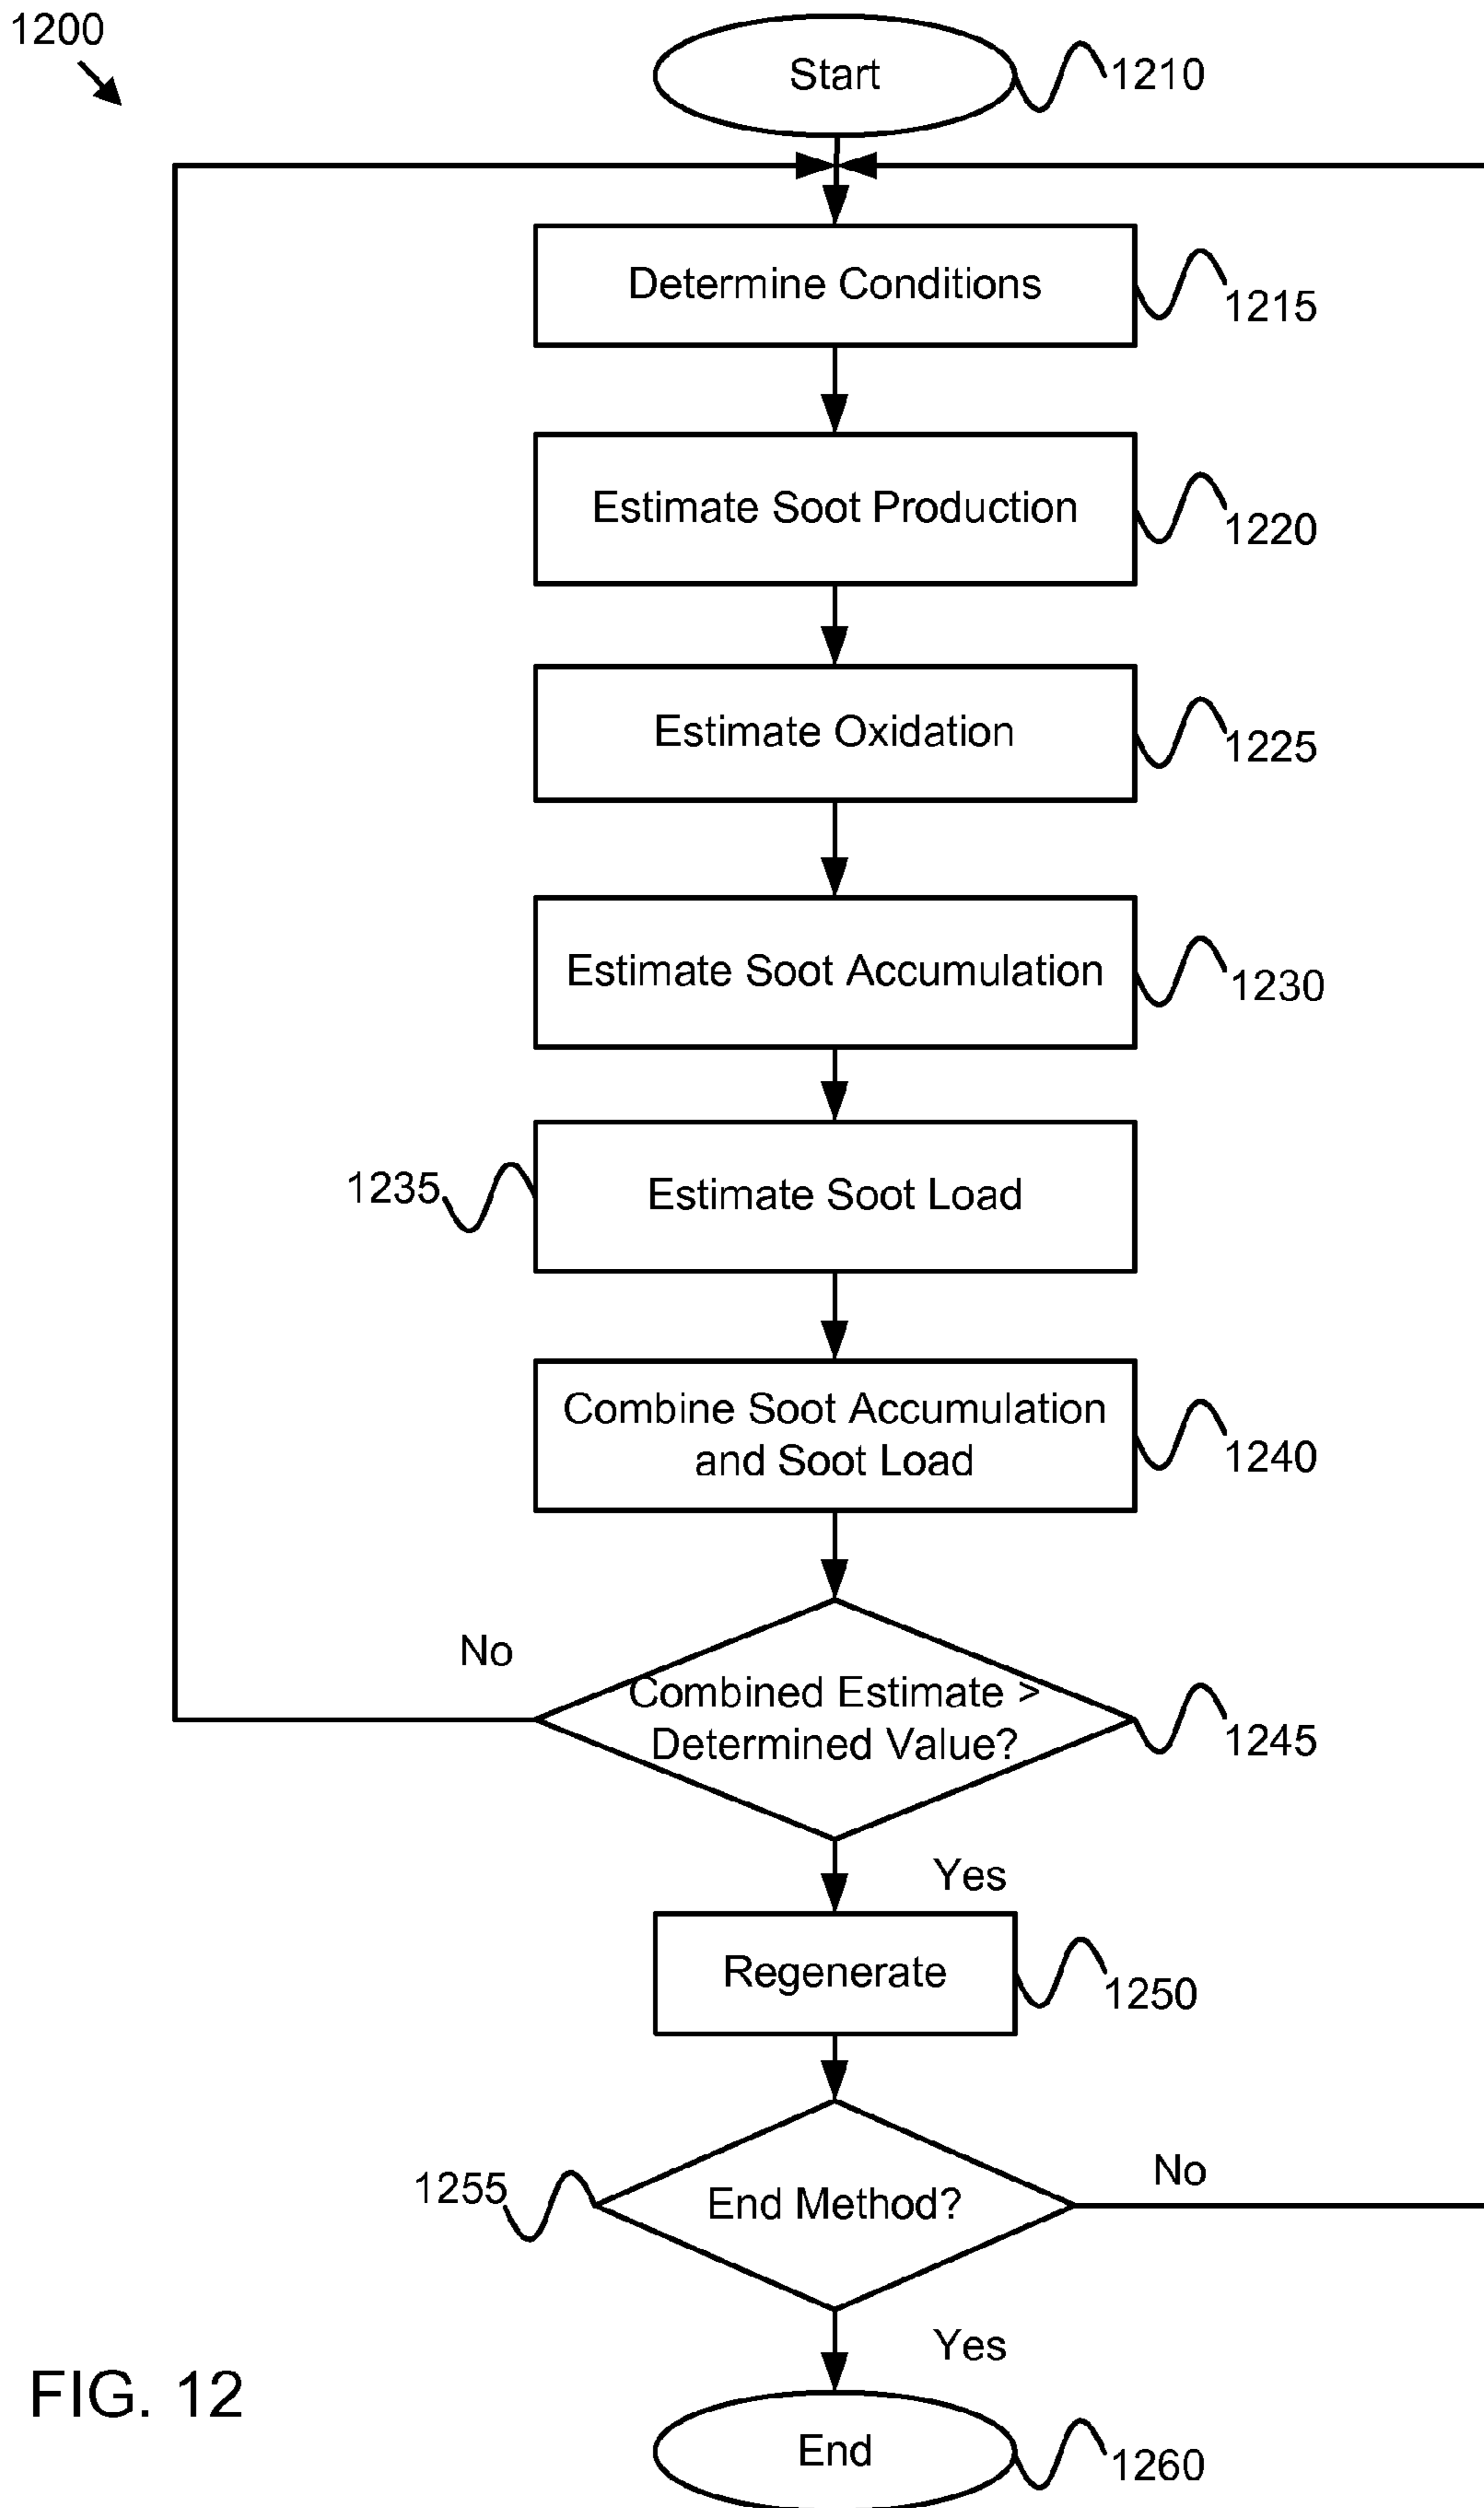 1200
Start
1210
Determine Conditions
1215
Estimate Soot Production
1220
Estimate Oxidation
1225
Estimate Soot Accumulation
1230
1235
Estimate Soot Load
Combine Soot Accumulation
and Soot Load
1240
No
Combined Estimate >
Determined Value?
1245
Yes
Regenerate
1250
1255
End Method?
No
Yes
FIG. 12
End
1260